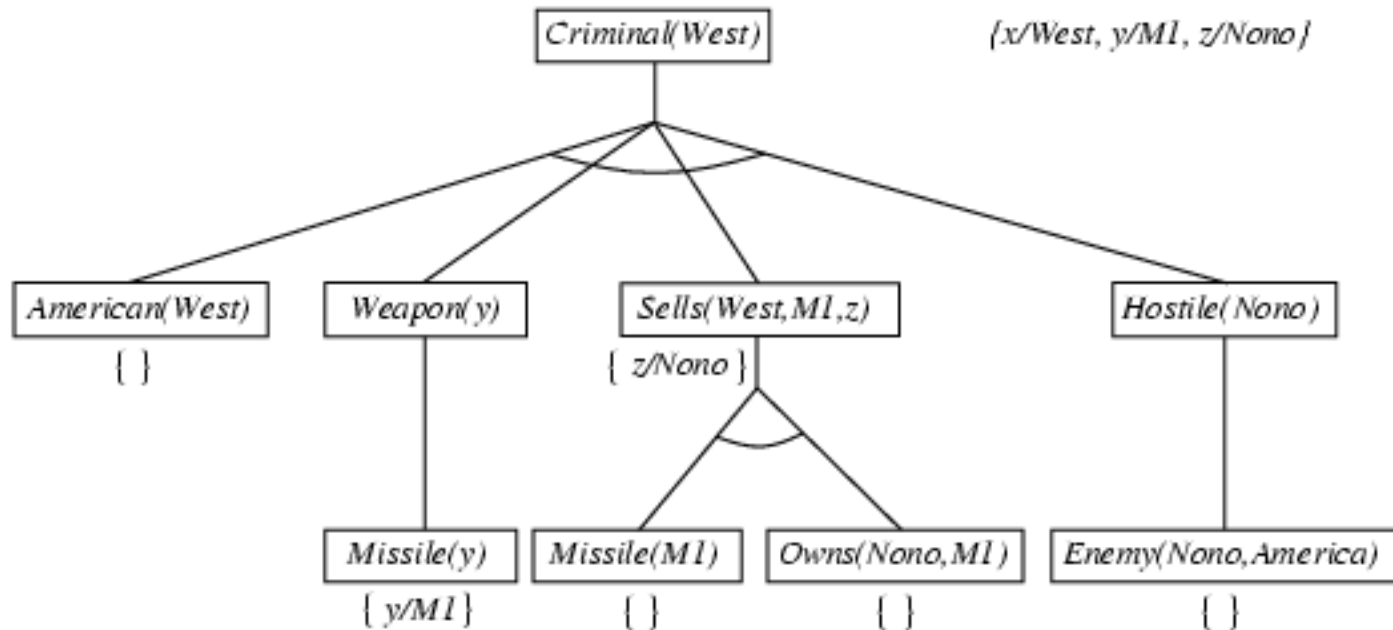 Criminal(West)
{x/West, y/M1, z/Nono}
American(West)
Weapon(y)
Sells(West,M1,z)
Hostile(Nono)
{ }
{ z/Nono }
Missile(y)
Missile(M1)
Owns(Nono,M1)
Enemy(Nono,America)
{ y/M1 }
{ }
{ }
{ }